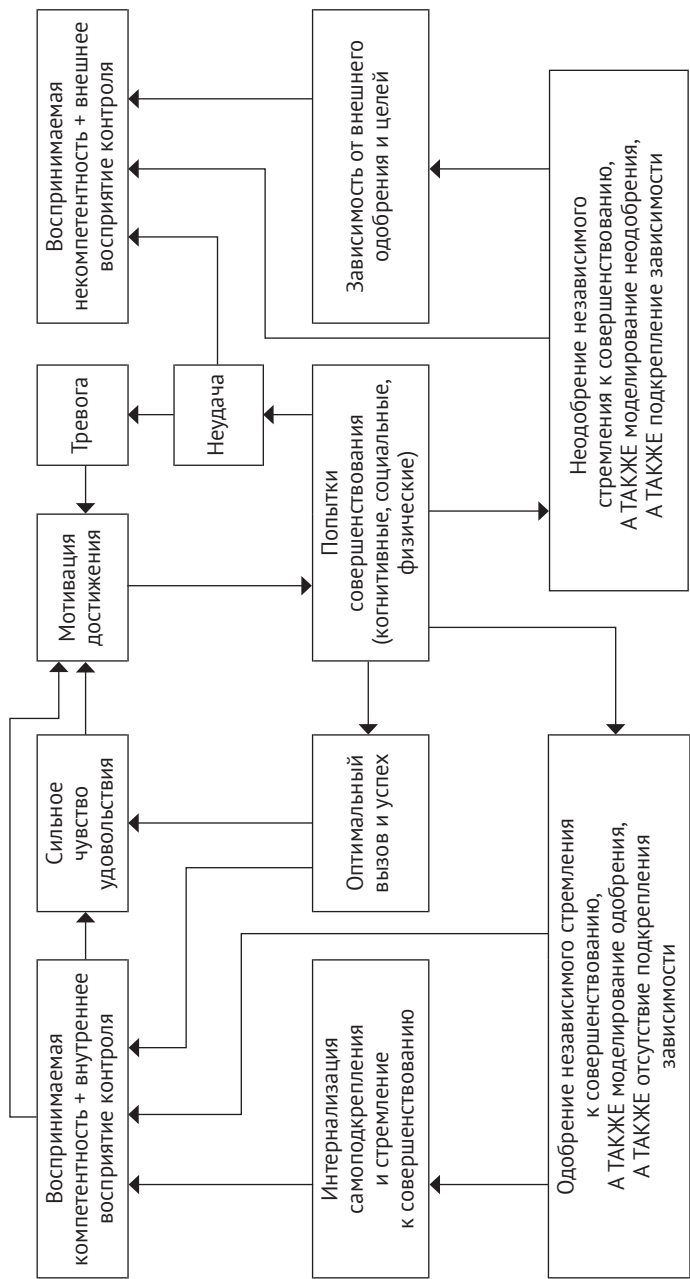 Воспринимаемая
компетентность + внутреннее
восприятие контроля
Сильное
чувство
удовольствия
Мотивация
достижения
Тревога
Воспринимаемая
некомпетентность + внешнее
восприятие контроля
Неудача
Интернализация
самоподкрепления
и стремление
к совершенствованию
Оптимальный
вызов и успех
Попытки
совершенствования
(когнитивные, социальные,
физические)
Зависимость от внешнего
одобрения и целей
Одобрение независимого стремления
к совершенствованию,
А ТАКЖЕ моделирование одобрения,
А ТАКЖЕ отсутствие подкрепления
зависимости
Неодобрение независимого
стремления к совершенствованию,
А ТАКЖЕ моделирование неодобрения,
А ТАКЖЕ подкрепление зависимости